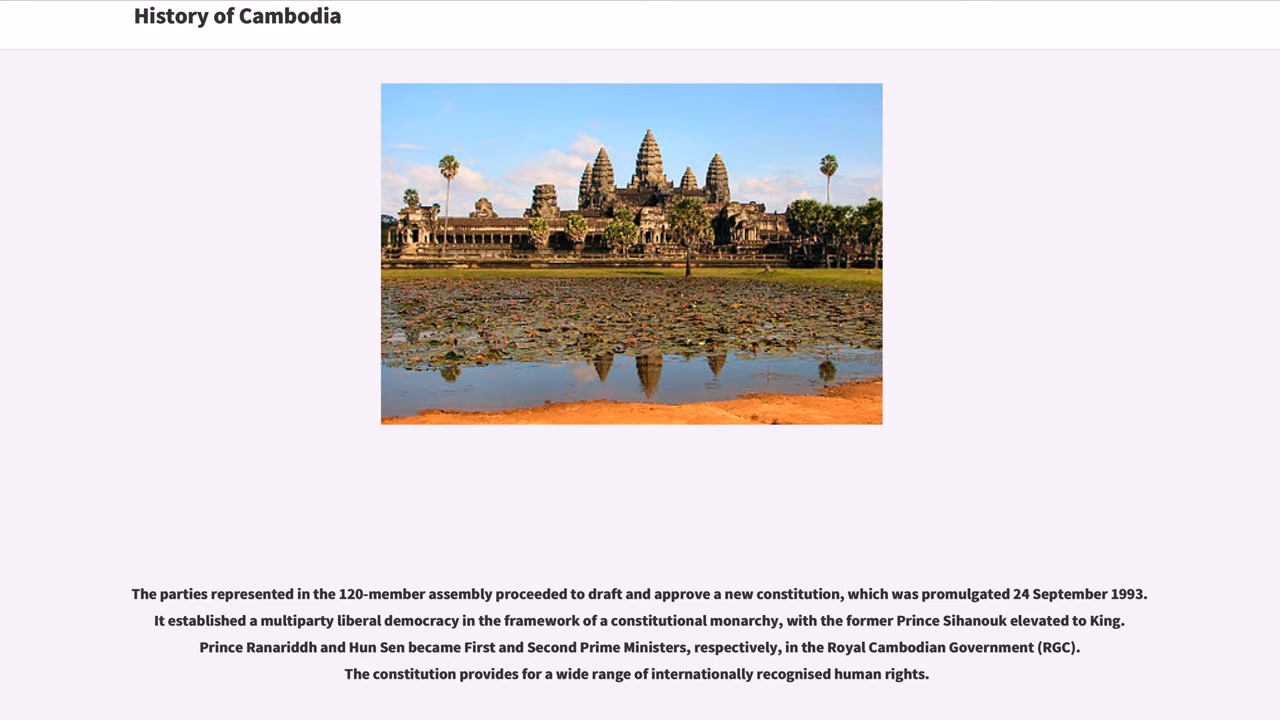 History of Cambodia
The parties represented in the 120-member assembly proceeded to draft and approve a new constitution, which was promulgated 24 September 1993.
It established a multiparty liberal democracy in the framework of a constitutional monarchy, with the former Prince Sihanouk elevated to King.
Prince Ranariddh and Hun Sen became First and Second Prime Ministers, respectively, in the Royal Cambodian Government (RGC).
The constitution provides for a wide range of internationally recognised human rights.